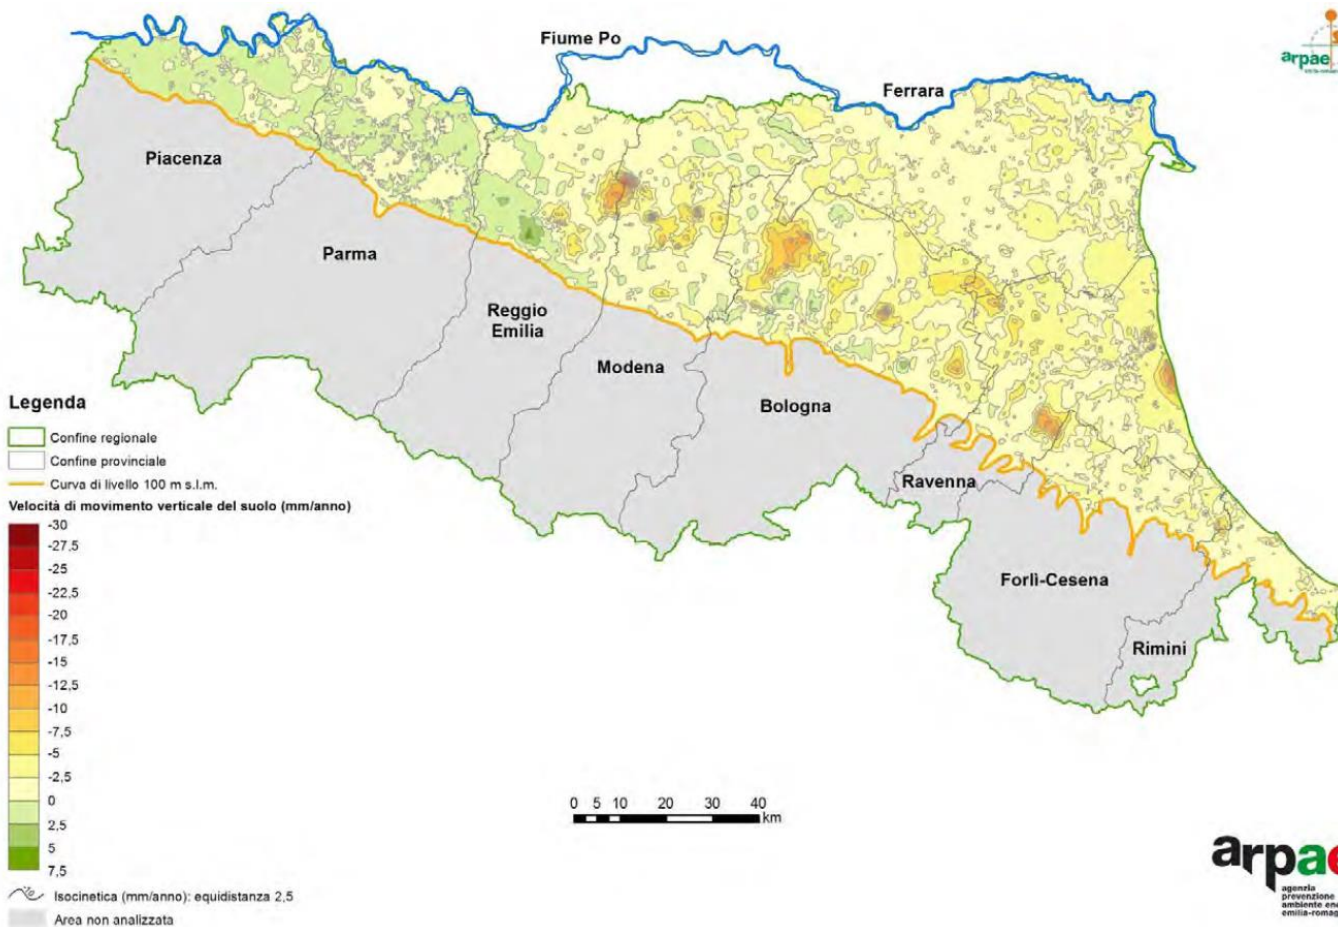 Fiume Po
arpae
Ferrara
Piacenza
Parma
Reggio
Emilia
Modena
Bologna
Ravenna
Forlì-Cesena
Rimini
Legenda
Confine regionale
Confine provinciale
Curva di livello 100 m s.l.m.
Velocità di movimento verticale del suolo (mm/anno)
-30
-27,5
-25
-22,5
-20
-17,5
-15
-12,5
-10
-7,5
-5
-2,5
0
2,5
5
7,5
Isocinetica (mm/anno): equidistanza 2,5
Area non analizzata
0 5 10 20 30 40
km
arpae
agenzia
prevenzione
ambiente ene
emilia-romag